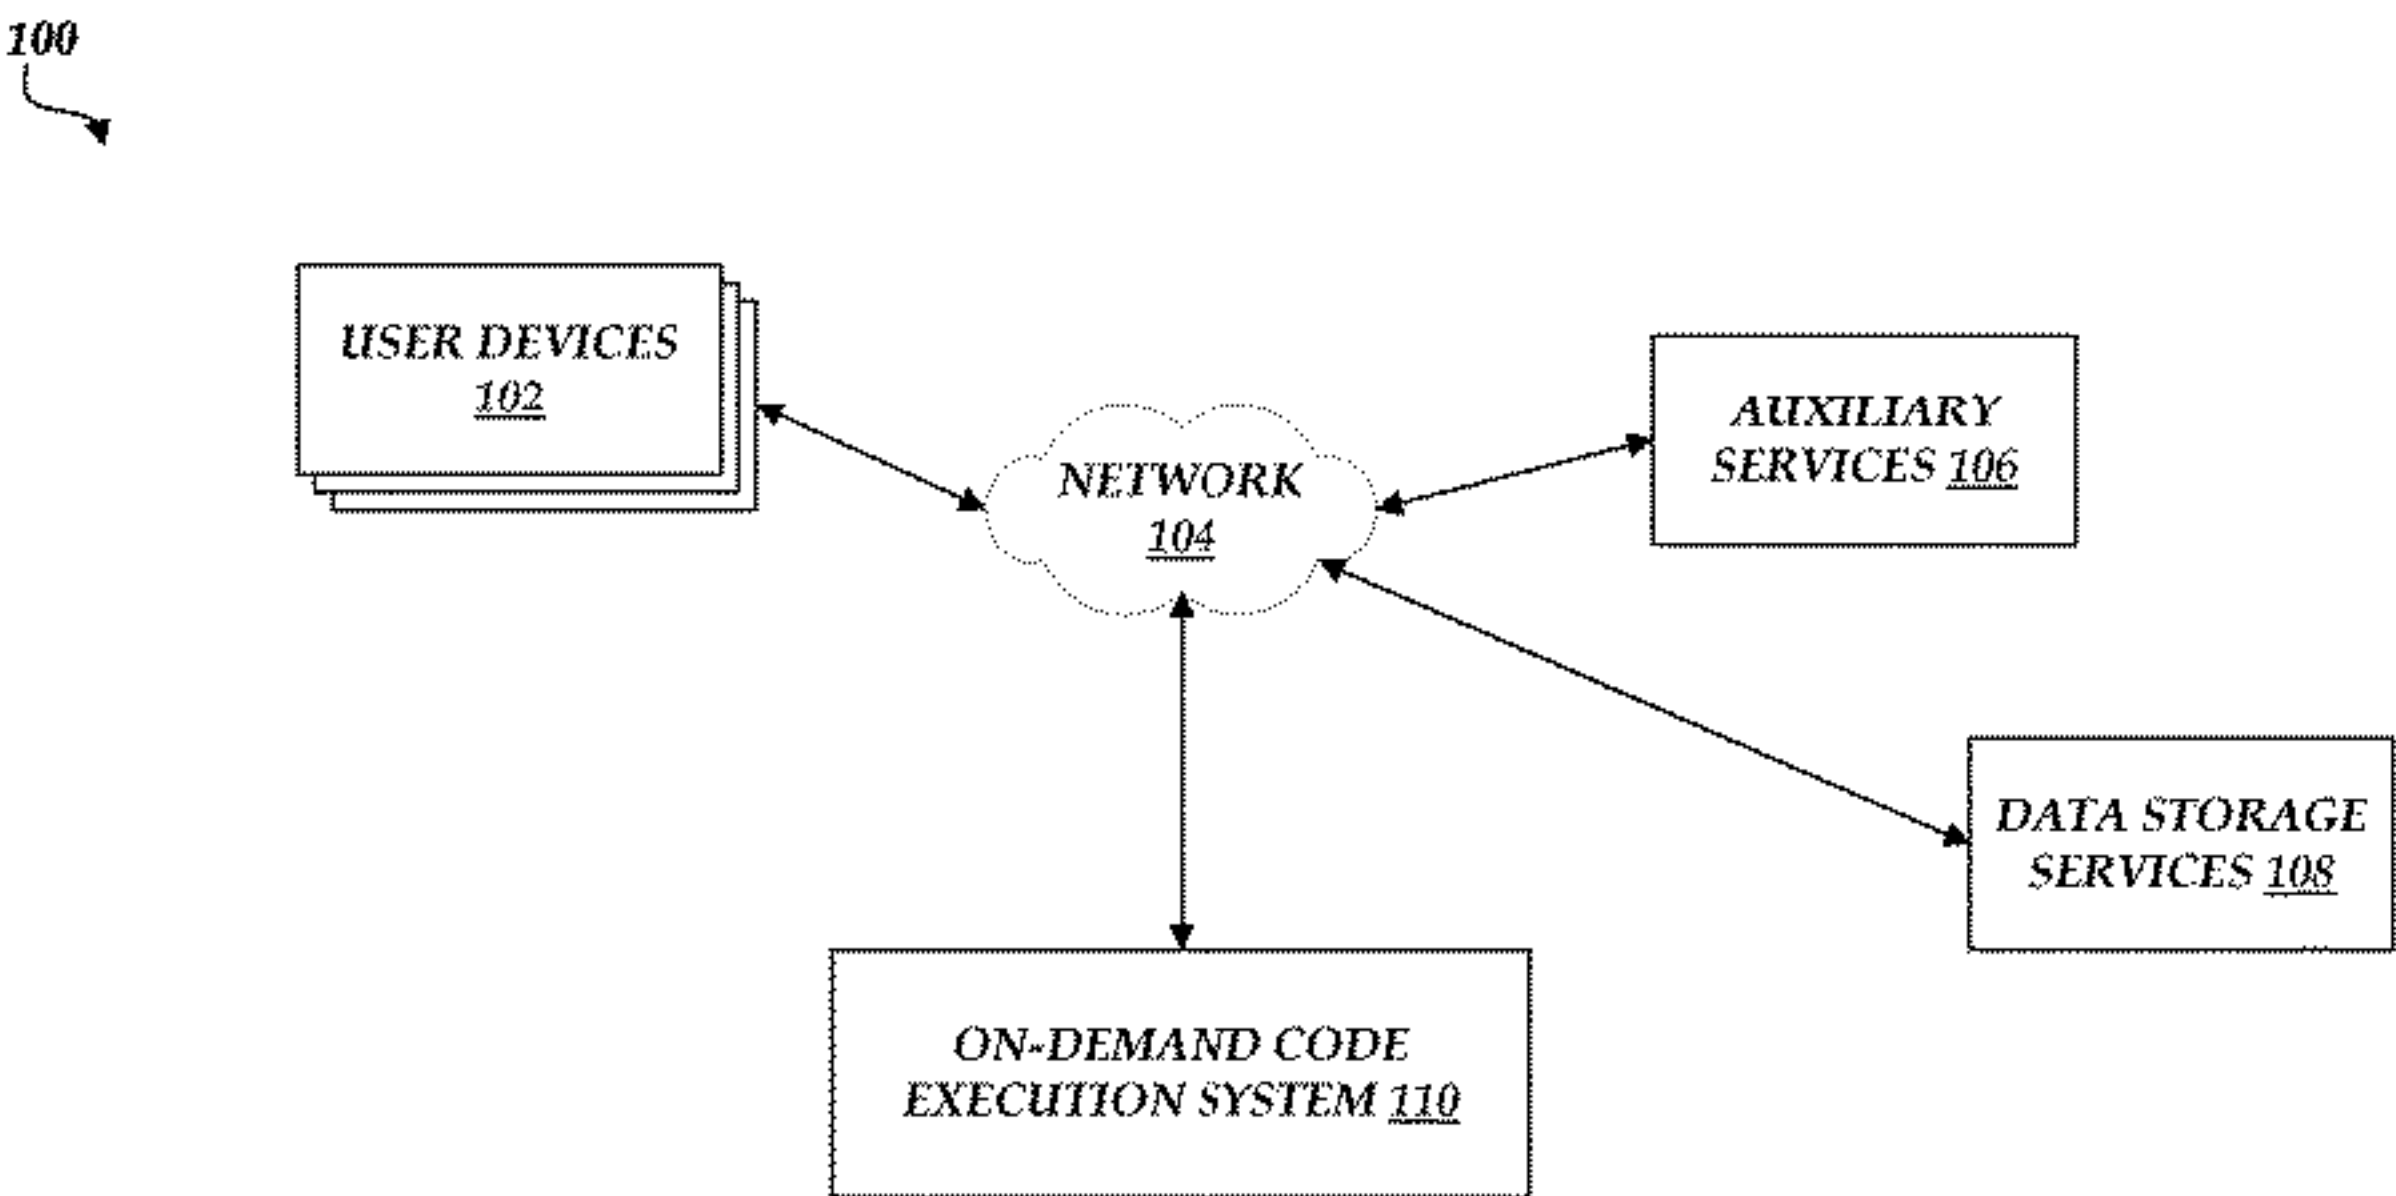 100
USER DEVICES
102
NETWORK
104
AUXILIARY
SERVICES 106
DATA STORAGE
SERVICES 108
ON-DEMAND CODE
EXECUTION SYSTEM 110